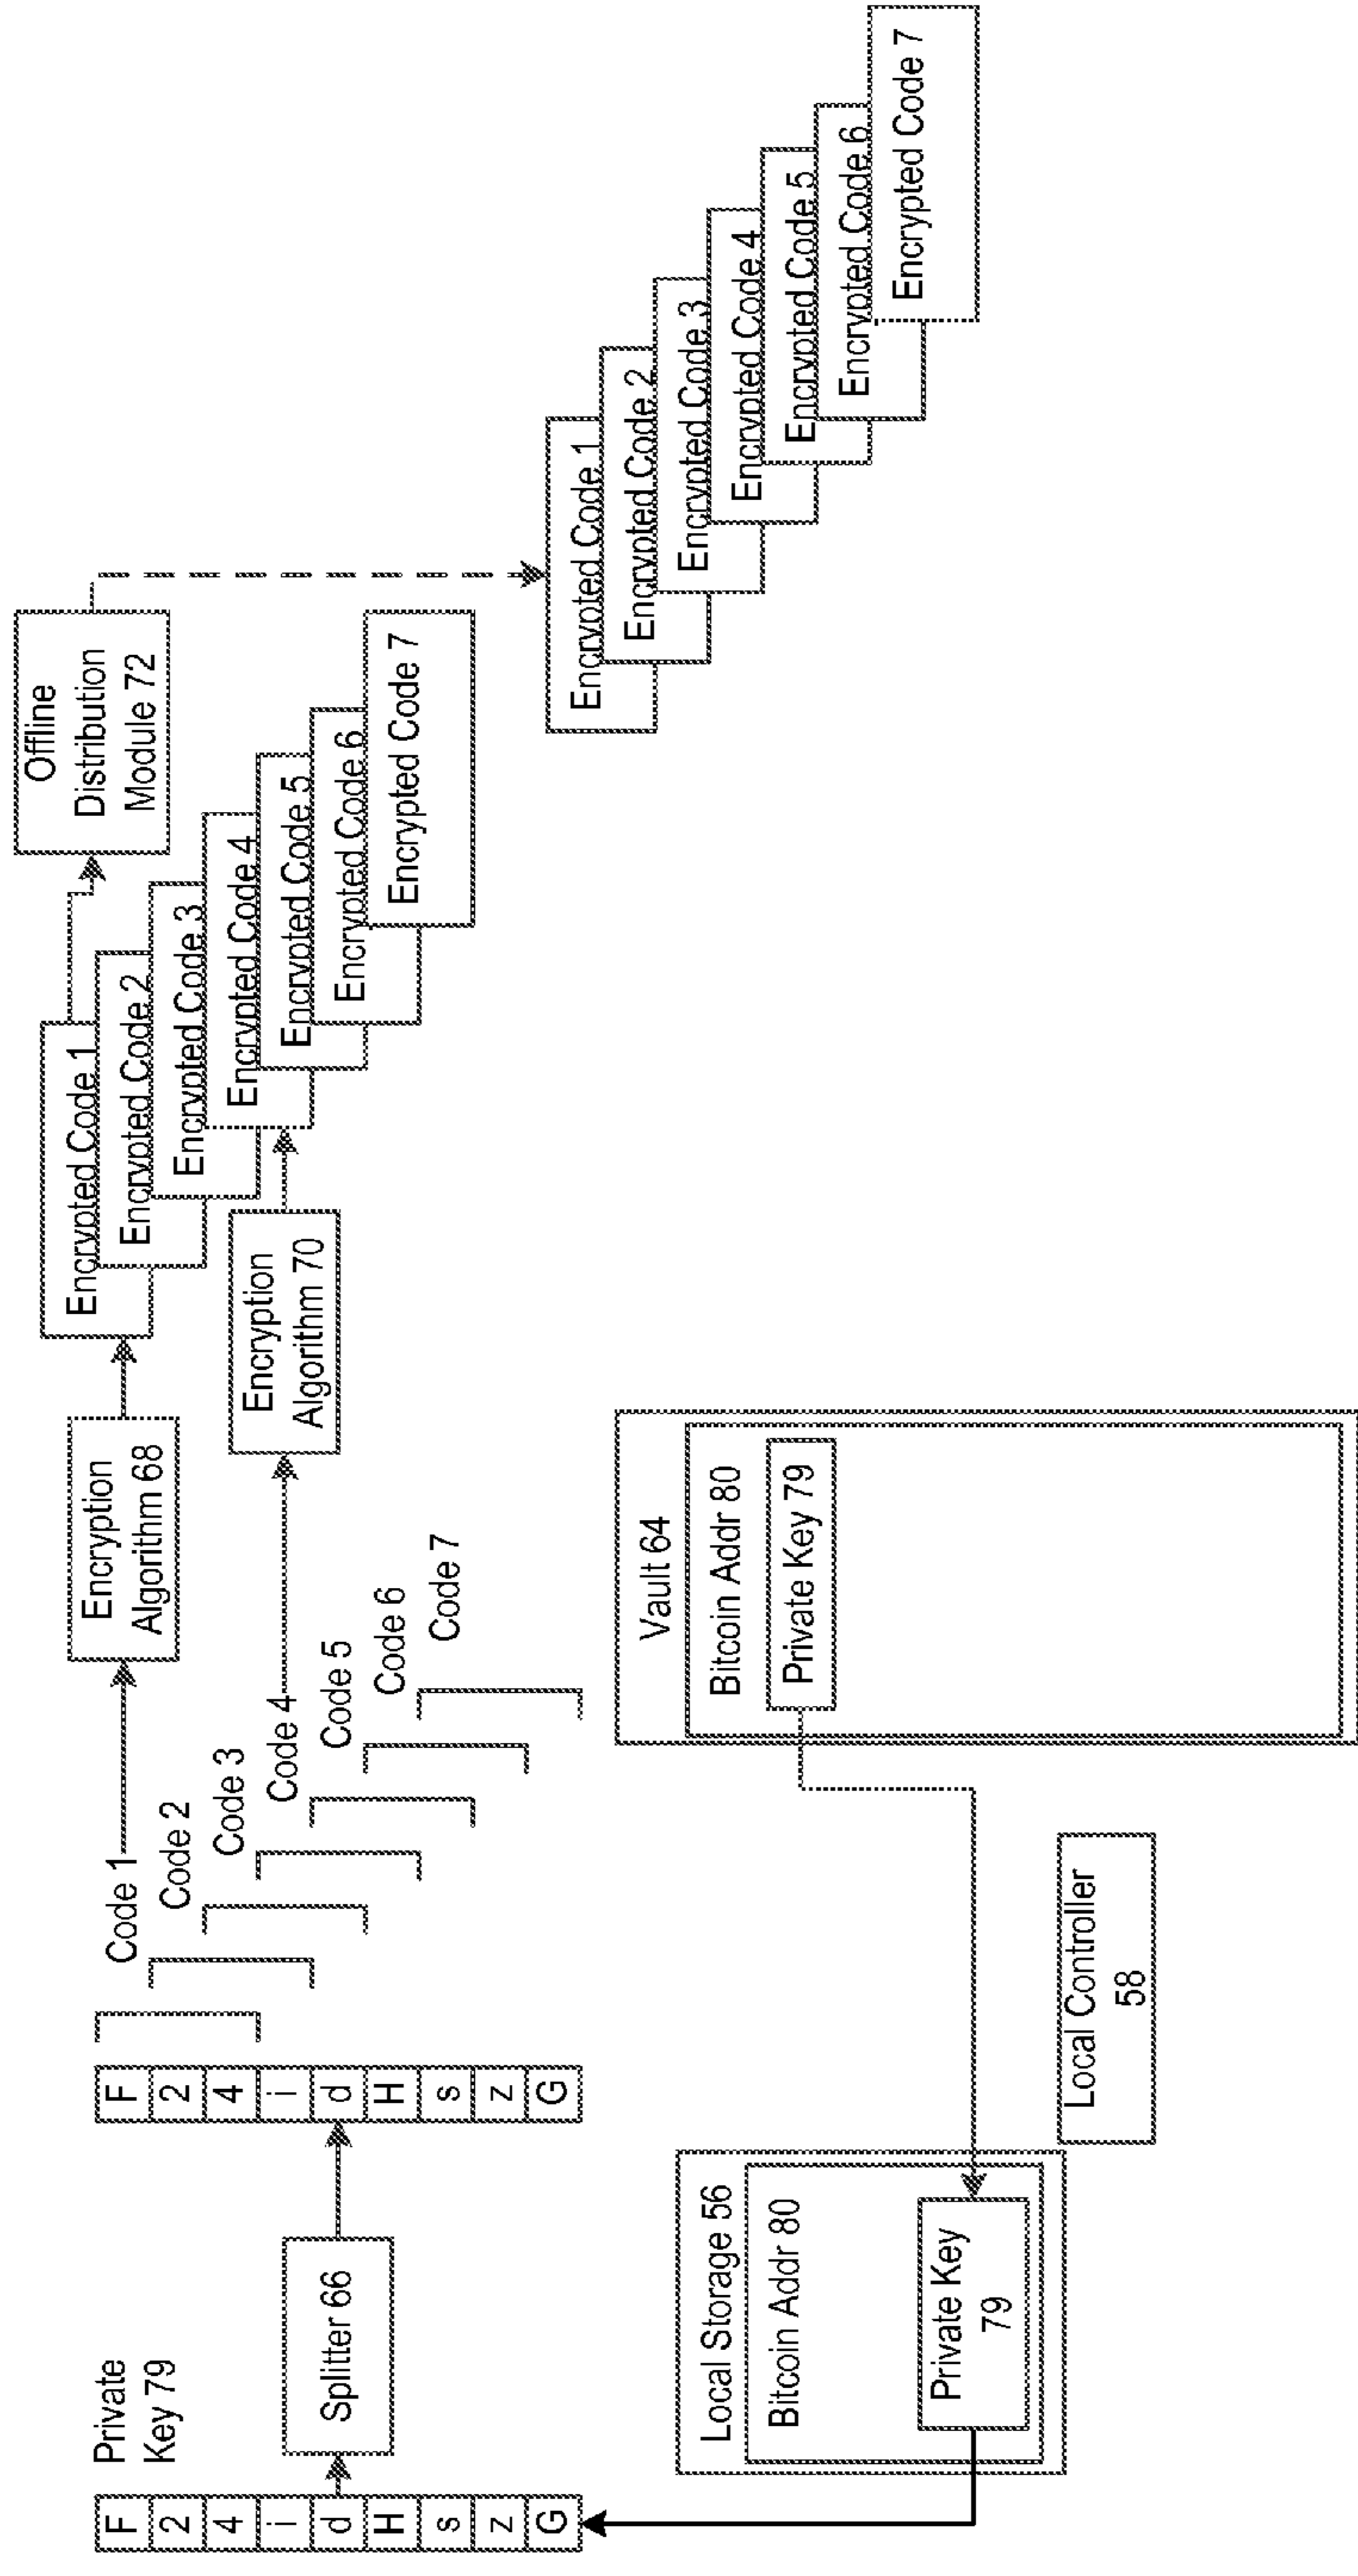 Private
Key 79
F
2
4
i
d
H
s
z
G
Splitter 66
F
2
4
i
d
H
s
z
G
Code 1
Code 2
Code 3
Code 4
Code 5
Code 6
Code 7
Encryption
Algorithm 68
Encryption
Algorithm 70
Encrypted Code 1
Encrypted Code 2
Encrypted Code 3
Encrypted Code 4
Encrypted Code 5
Encrypted Code 6
Encrypted Code 7
Offline
Distribution
Module 72
Encrypted Code 1
Encrypted Code 2
Encrypted Code 3
Encrypted Code 4
Encrypted Code 5
Encrypted Code 6
Encrypted Code 7
Local Storage 56
Bitcoin Addr 80
Private Key
79
Local Controller
58
Vault 64
Bitcoin Addr 80
Private Key 79